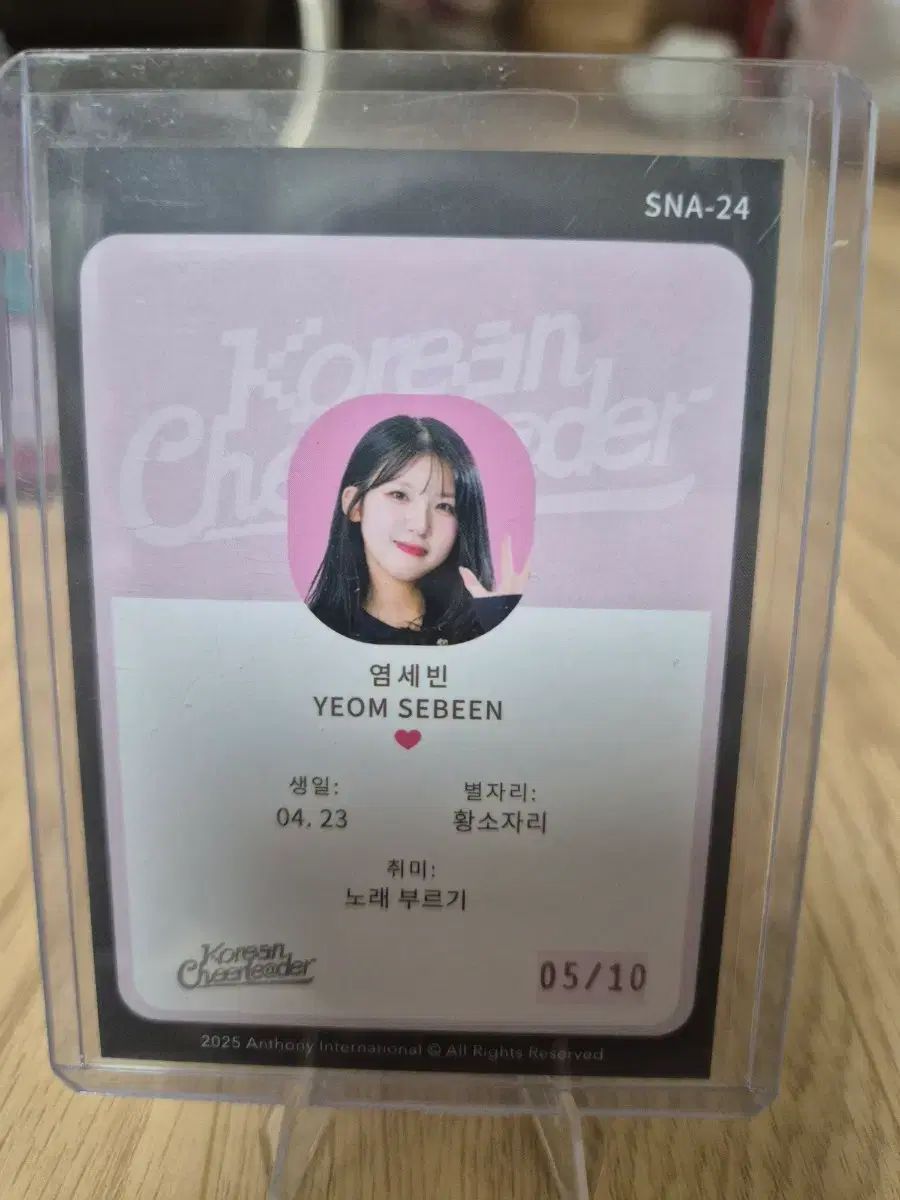 SNA-24
Korean
Cheerleader
염세빈
YEOM SEBEEN
생일:
04. 23
별자리:
황소자리
취미:
노래 부르기
Korean
Cheerleader
05/10
2025 Anthony International © All Rights Reserved